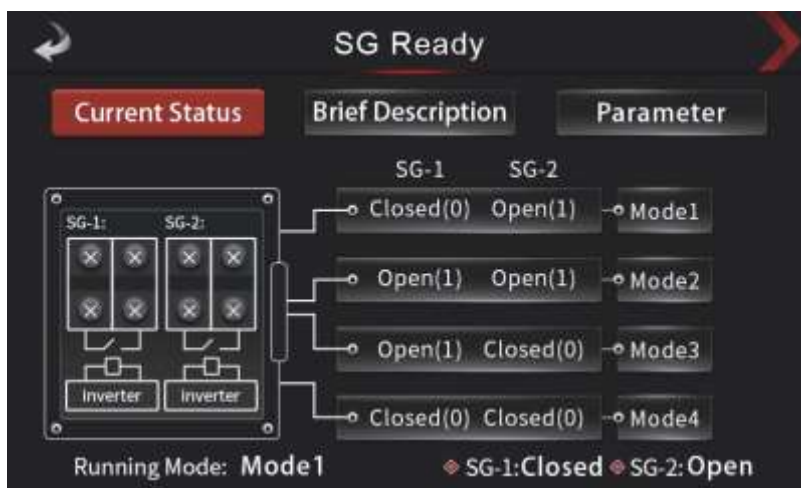 SG Ready
Current Status Brief Description Parameter
SG-1 SG-2
SG-1: SG-2:
Closed(0) Open(1) Mode1
Open(1) Open(1) Mode2
Open(1) Closed(0) Mode3
Inverter Inverter
Closed(0) Closed(0) Mode4
Running Mode: Mode1 SG-1:Closed SG-2:Open